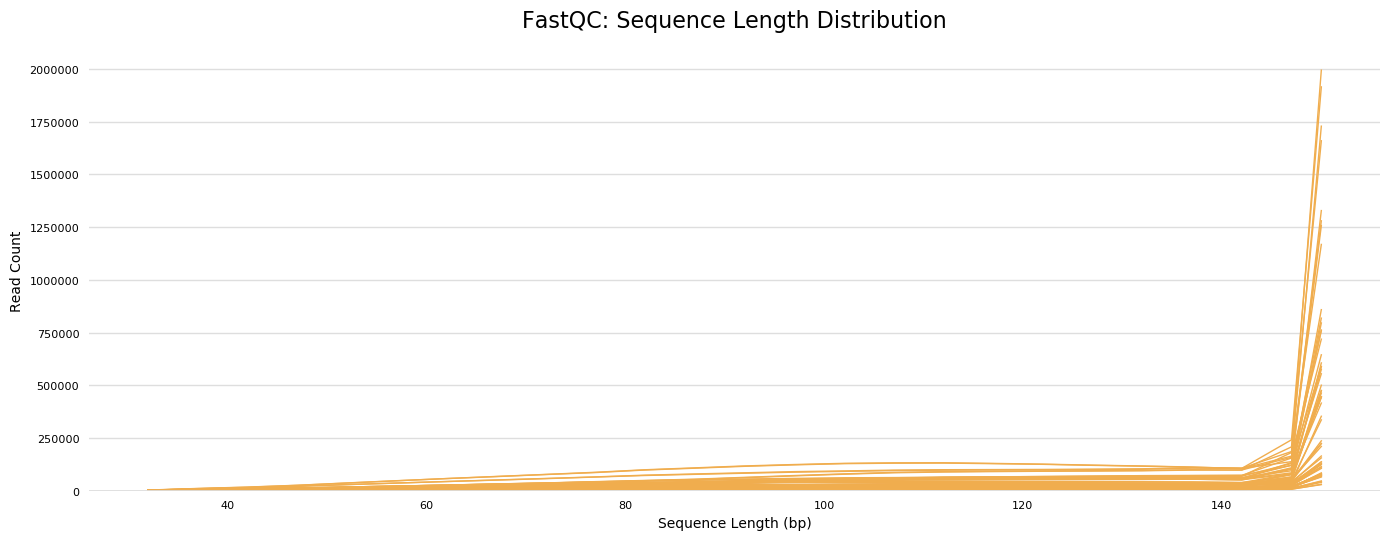 FastQC: Sequence Length Distribution
Read Count
2000000
1750000
1500000
1250000
1000000
750000
500000
250000
0
40 60 80 100 120 140
Sequence Length (bp)